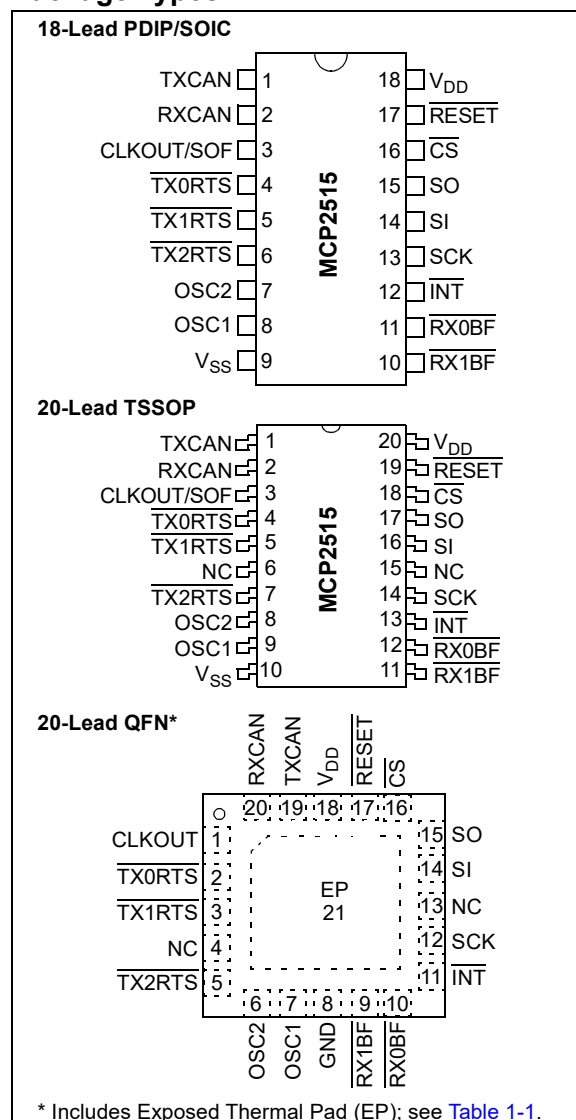 18-Lead PDIP/SOIC
TXCAN 1 18 VDD
RXCAN 2 17 RESET
CLKOUT/SOF 3 16 CS
TX0RTS 4 15 SO
TX1RTS 5 14 SI
TX2RTS 6 13 SCK
OSC2 7 12 INT
OSC1 8 11 RX0BF
VSS 9 10 RX1BF
MCP2515
20-Lead TSSOP
TXCAN 1 20 VDD
RXCAN 2 19 RESET
CLKOUT/SOF 3 18 CS
TX0RTS 4 17 SO
TX1RTS 5 16 SI
NC 6 15 NC
TX2RTS 7 14 SCK
OSC2 8 13 INT
OSC1 9 12 RX0BF
VSS 10 11 RX1BF
MCP2515
20-Lead QFN*
RXCAN TXCAN VDD RESET CS
20 19 18 17 16
CLKOUT 1 15 SO
TX0RTS 2 14 SI
TX1RTS 3 13 NC
NC 4 12 SCK
TX2RTS 5 11 INT
EP
21
6 7 8 9 10
OSC2 OSC1 GND RX1BF RX0BF
* Includes Exposed Thermal Pad (EP); see Table 1-1.